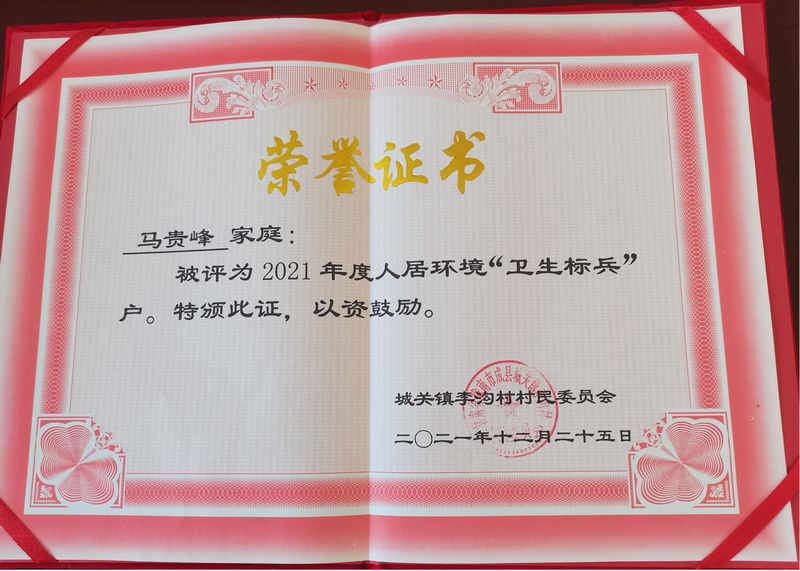 荣誉证书
马贵峰 家庭：
被评为2021年度人居环境“卫生标兵”
户。特颁此证，以资鼓励。
城关镇李沟村村民委员会
二〇二一年十二月二十五日